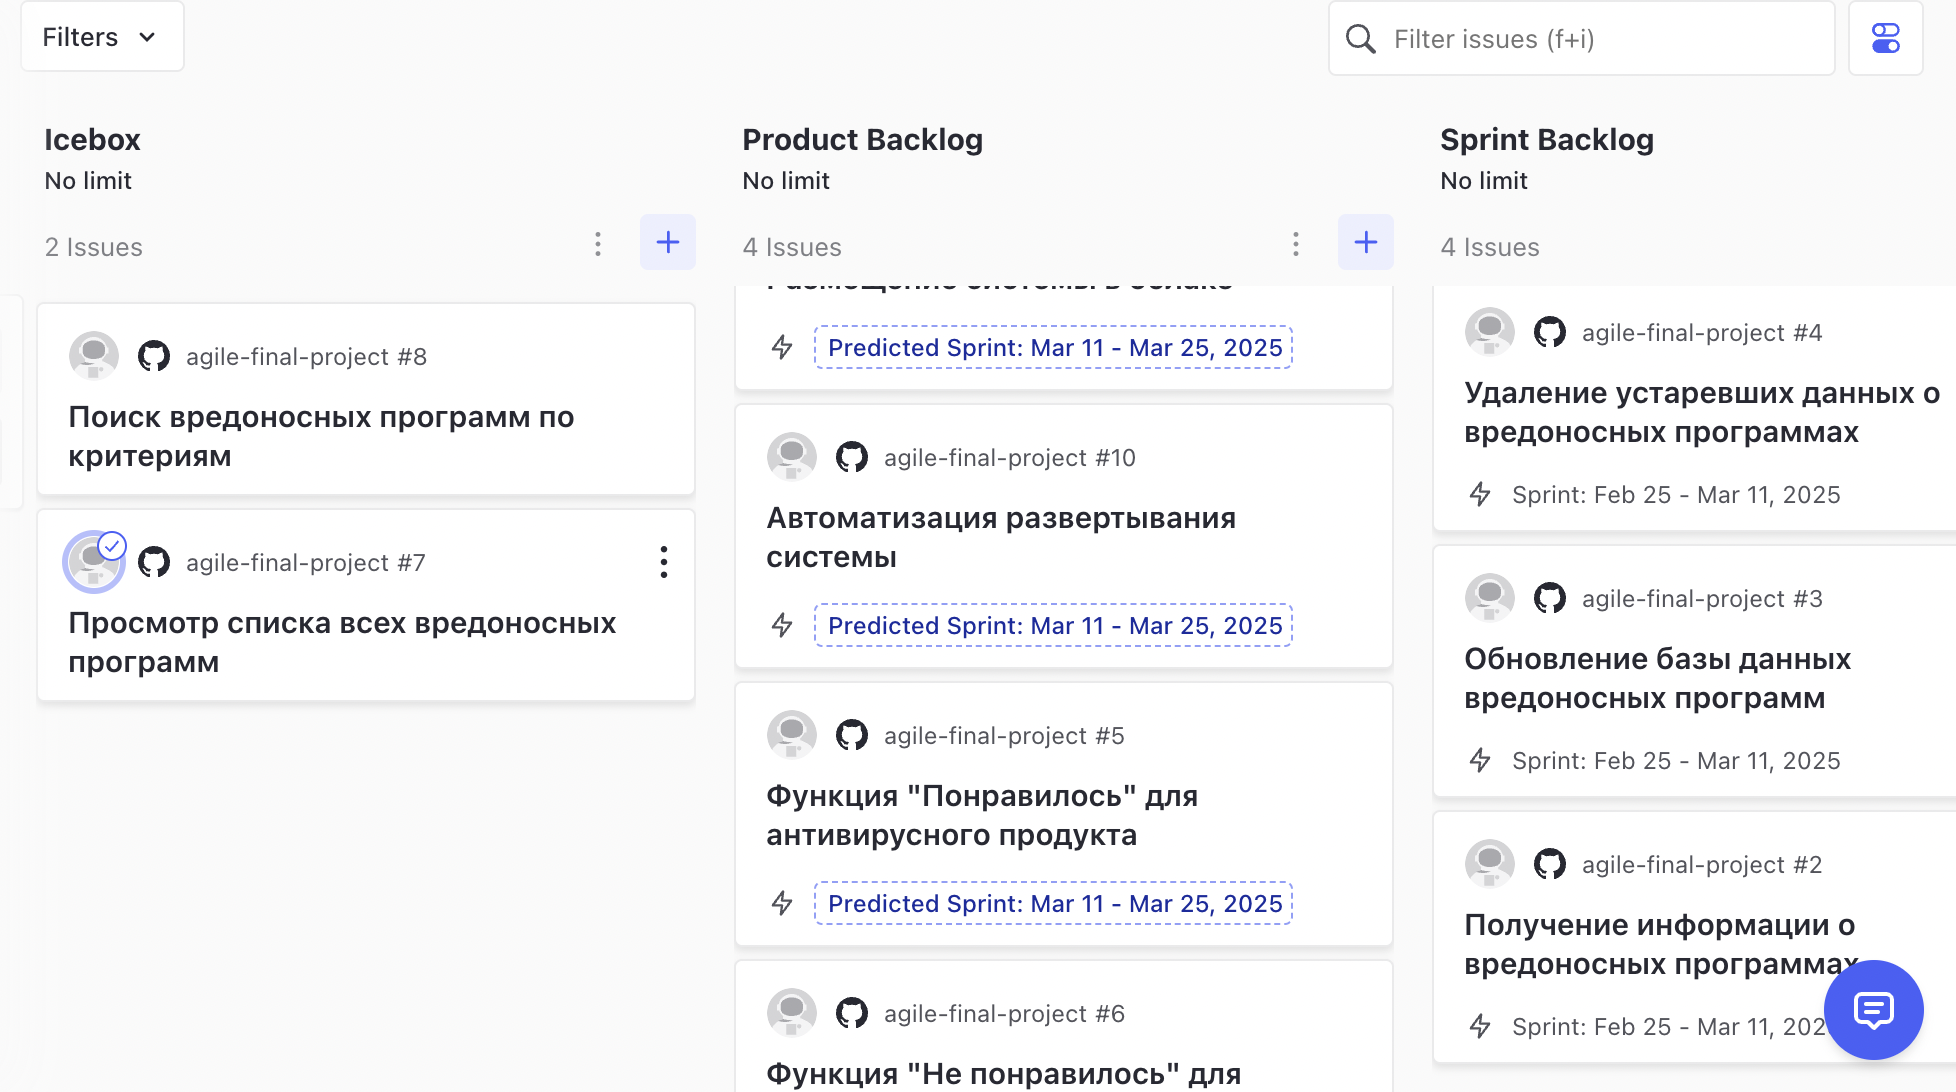 Filters
Filter issues (f+i)
Icebox
No limit
2 Issues
agile-final-project #8
Поиск вредоносных программ по
критериям
agile-final-project #7
Просмотр списка всех вредоносных
программ
Product Backlog
No limit
4 Issues
Размещение системы в облаке
Predicted Sprint: Mar 11 - Mar 25, 2025
agile-final-project #10
Автоматизация развертывания
системы
Predicted Sprint: Mar 11 - Mar 25, 2025
agile-final-project #5
Функция "Понравилось" для
антивирусного продукта
Predicted Sprint: Mar 11 - Mar 25, 2025
agile-final-project #6
Функция "Не понравилось" для
Sprint Backlog
No limit
4 Issues
agile-final-project #4
Удаление устаревших данных о
вредоносных программах
Sprint: Feb 25 - Mar 11, 2025
agile-final-project #3
Обновление базы данных
вредоносных программ
Sprint: Feb 25 - Mar 11, 2025
agile-final-project #2
Получение информации о
вредоносных программах
Sprint: Feb 25 - Mar 11, 202